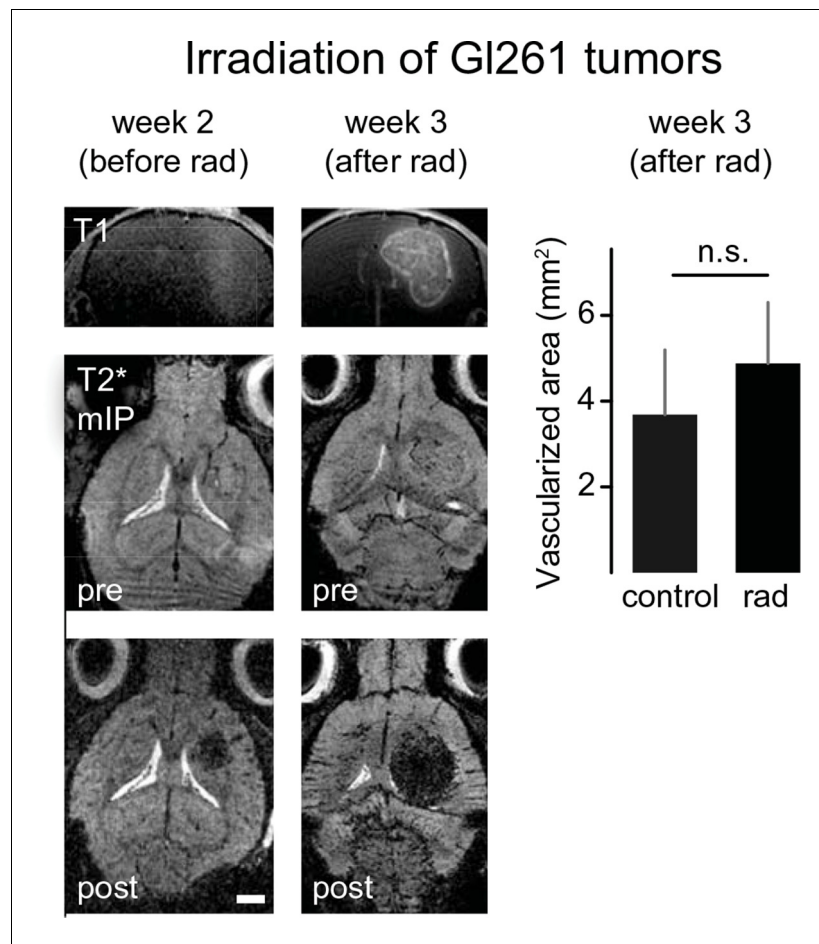 Irradiation of Gl261 tumors
week 2
(before rad)
week 3
(after rad)
week 3
(after rad)
T1
T2*
mIP
pre
pre
post
post
Vascularized area (mm²)
6
4
2
n.s.
control
rad